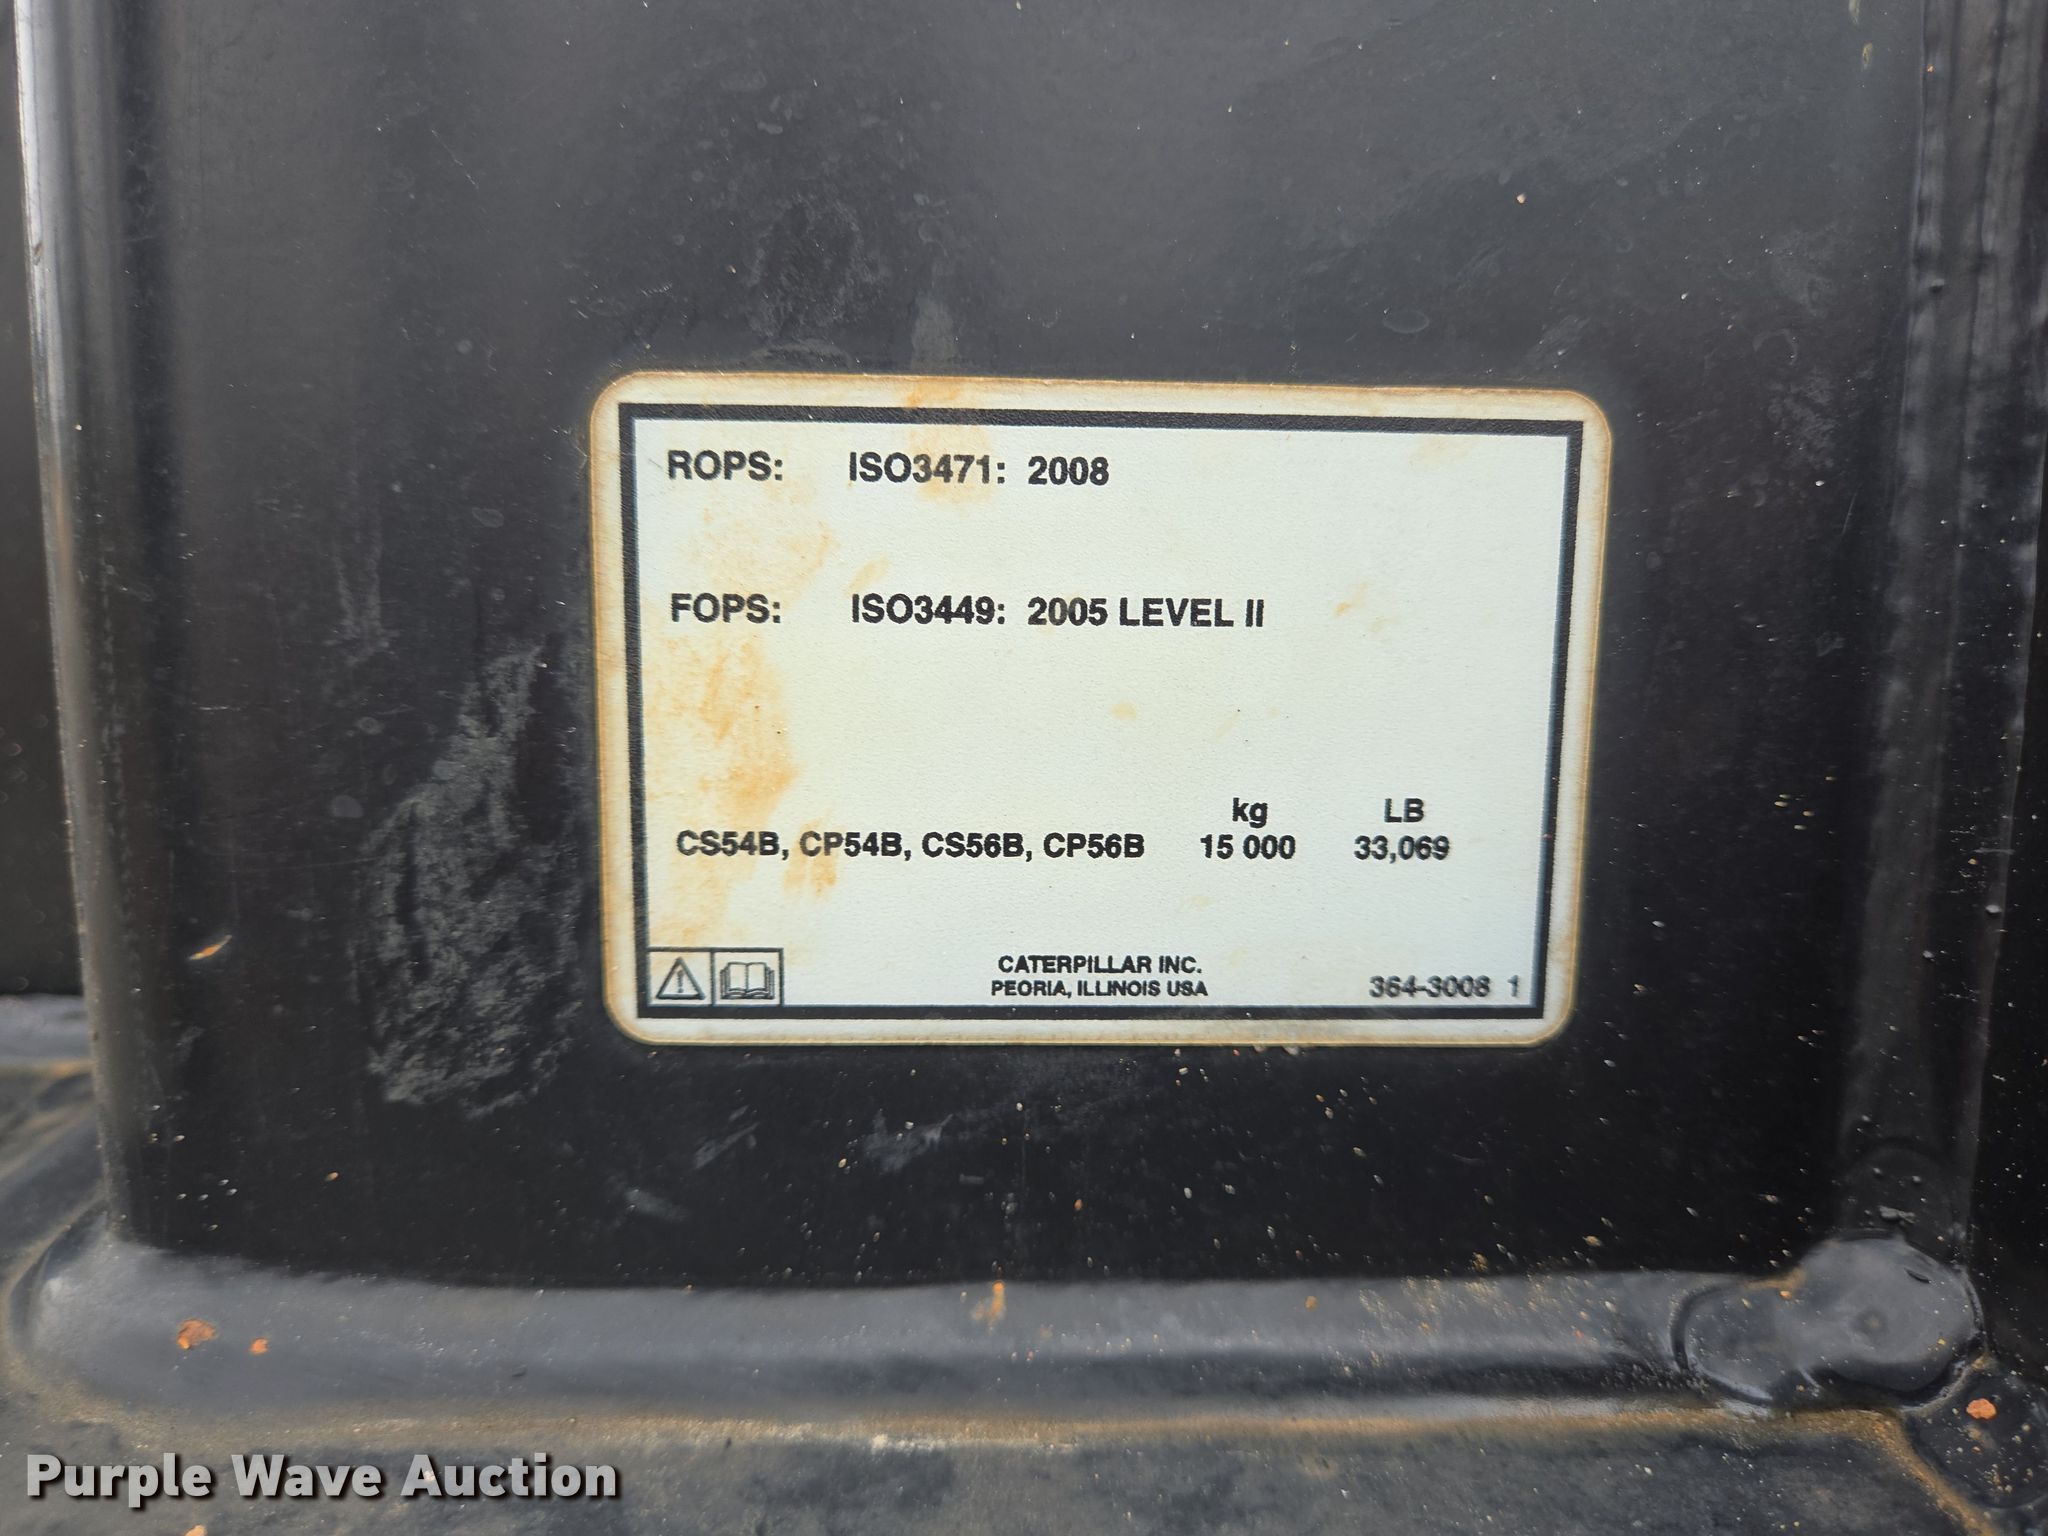 ROPS: ISO3471: 2008
FOPS: ISO3449: 2005 LEVEL II
kg LB
CS54B, CP54B, CS56B, CP56B 15 000 33,069
CATERPILLAR INC.
PEORIA, ILLINOIS USA
364-3008 1
Purple Wave Auction